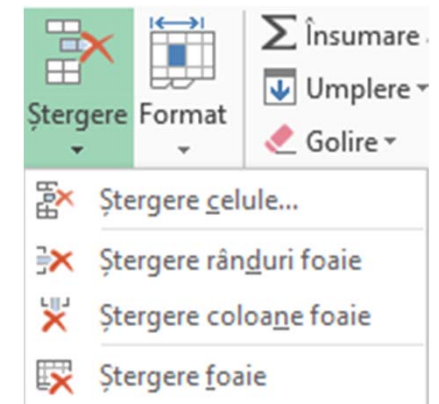 Ștergere
Format
Însumare
Umplere
Golire
Ștergere celule...
Ștergere rânduri foaie
Ștergere coloane foaie
Ștergere foaie